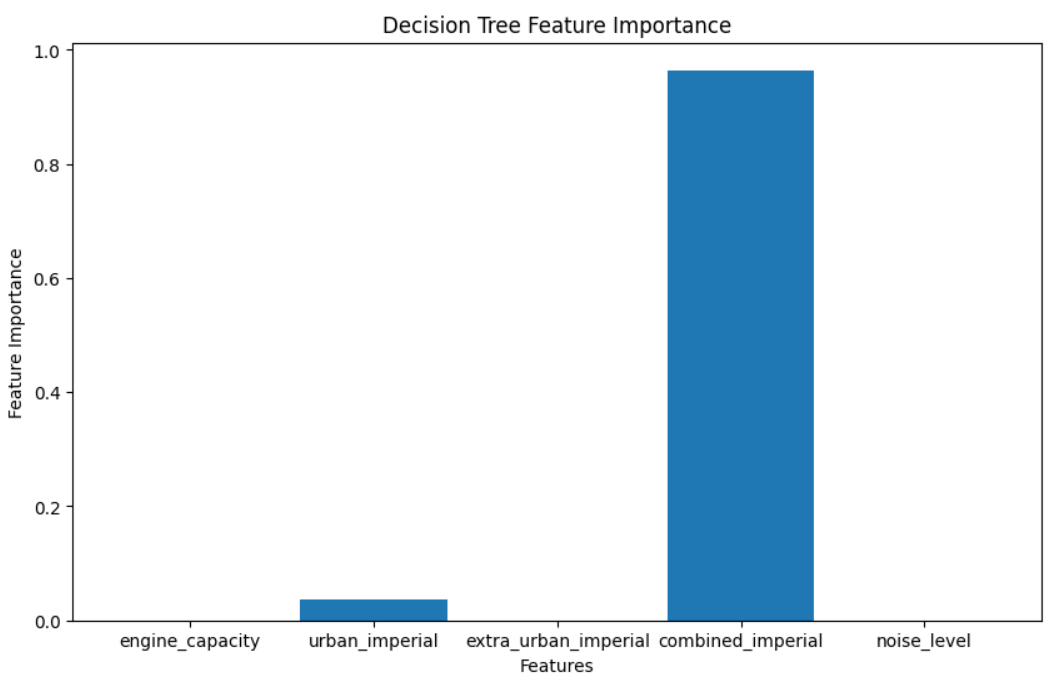 Decision Tree Feature Importance
Feature Importance
1.0
0.8
0.6
0.4
0.2
0.0
engine_capacity urban_imperial extra_urban_imperial combined_imperial noise_level
Features